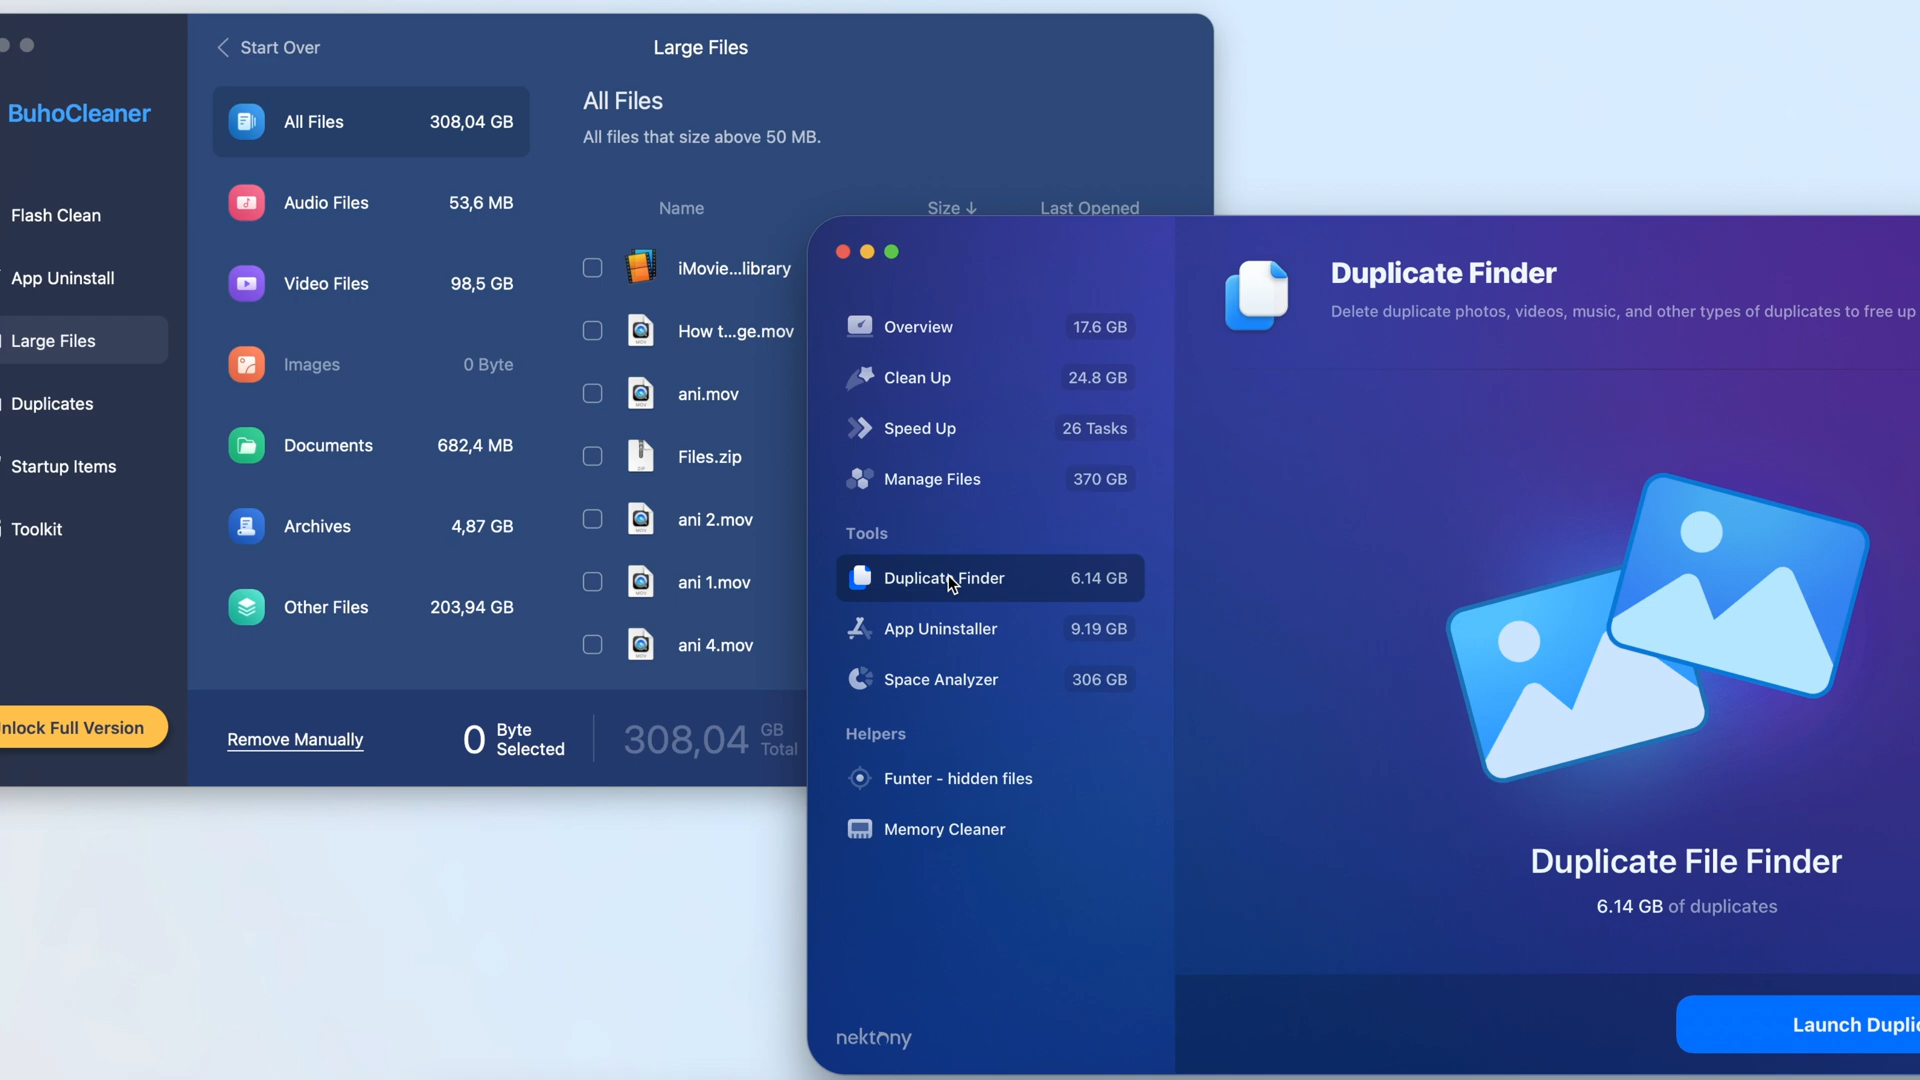 Start Over
Large Files
BuhoCleaner
Flash Clean
App Uninstall
Large Files
Duplicates
Startup Items
Toolkit
nlock Full Version
All Files 308,04 GB
Audio Files 53,6 MB
Video Files 98,5 GB
Images 0 Byte
Documents 682,4 MB
Archives 4,87 GB
Other Files 203,94 GB
All Files
All files that size above 50 MB.
Name Size ↓ Last Opened
iMovie...library
How t...ge.mov
ani.mov
Files.zip
ani 2.mov
ani 1.mov
ani 4.mov
Remove Manually
0 Byte Selected
308,04 GB Total
Overview 17.6 GB
Clean Up 24.8 GB
Speed Up 26 Tasks
Manage Files 370 GB
Tools
Duplicate Finder 6.14 GB
App Uninstaller 9.19 GB
Space Analyzer 306 GB
Helpers
Funter - hidden files
Memory Cleaner
nektony
Duplicate Finder
Delete duplicate photos, videos, music, and other types of duplicates to free up
Duplicate File Finder
6.14 GB of duplicates
Launch Duplic